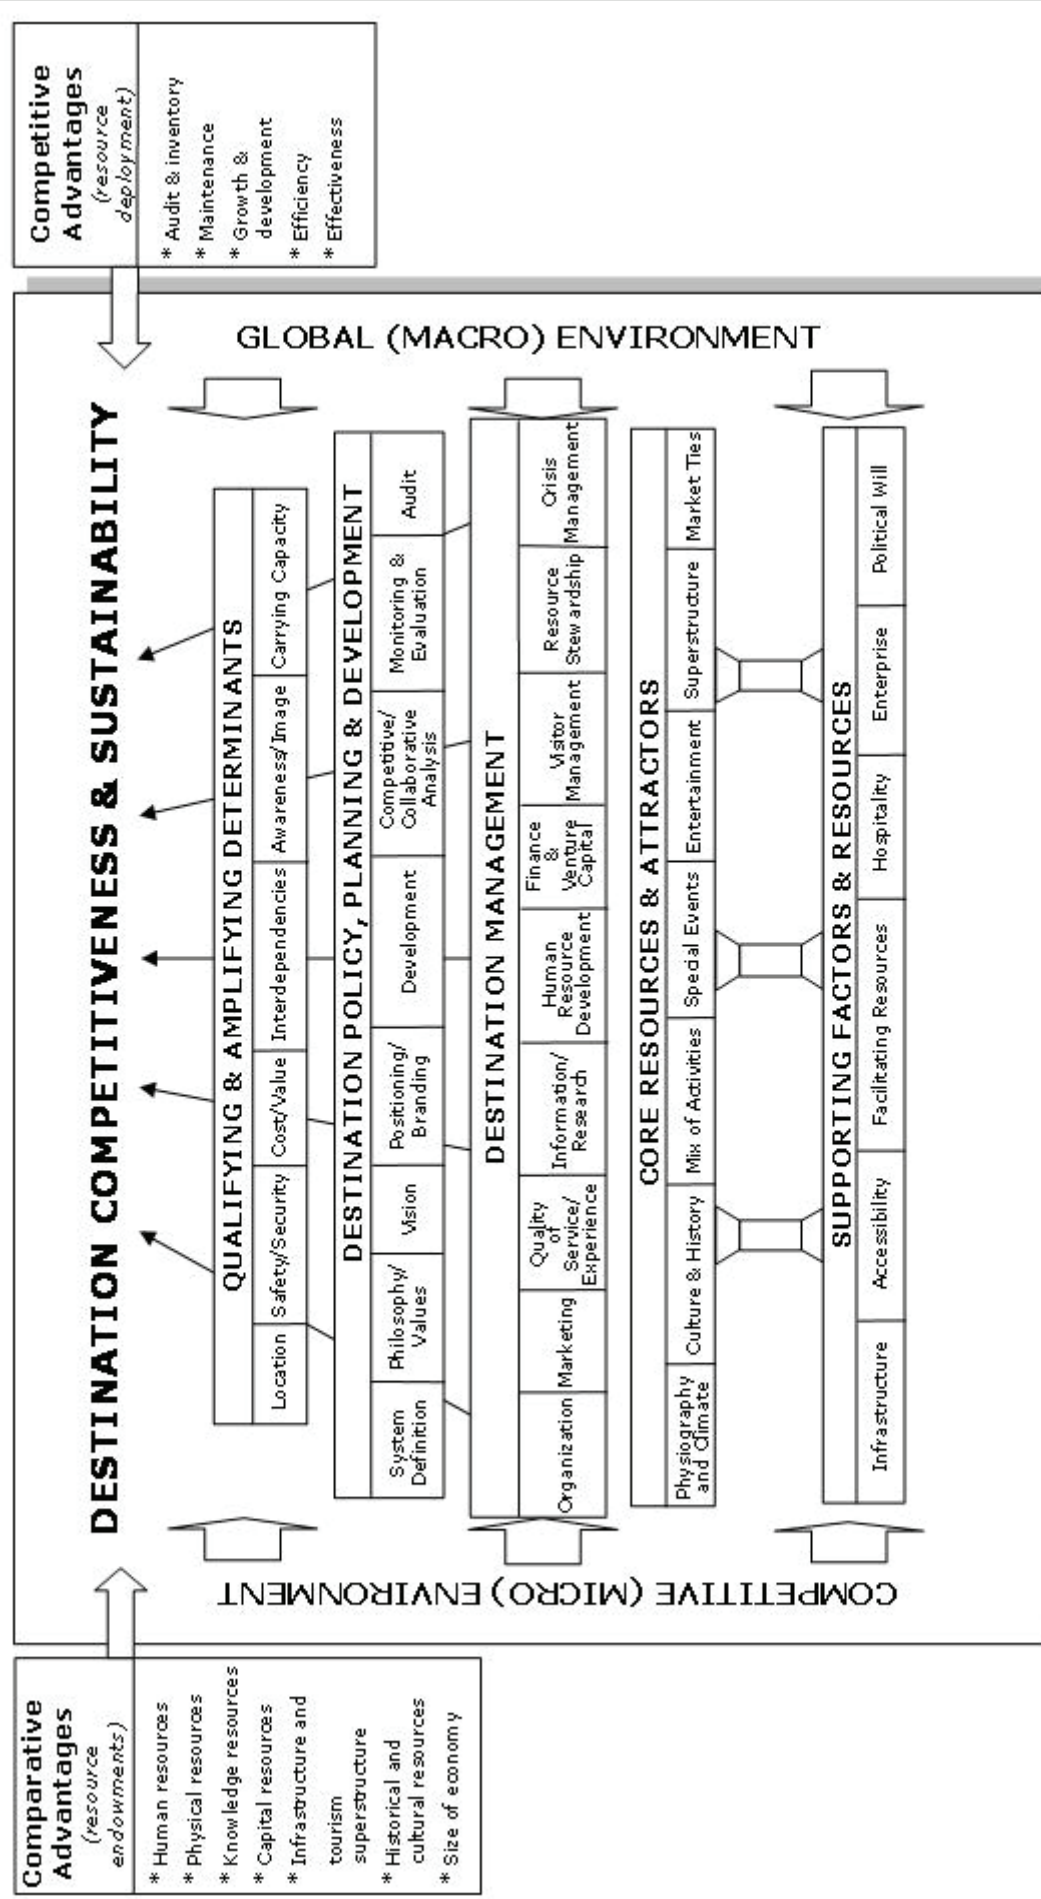 Comparative
Advantages
(resource
endowments)
* Human resources
* Physical resources
* Knowledge resources
* Capital resources
* Infrastructure and
tourism
superstructure
* Historical and
cultural resources
* Size of economy
DESTINATION COMPETITIVENESS & SUSTAINABILITY
Competitive
Advantages
(resource
deployment)
* Audit & inventory
* Maintenance
* Growth &
development
* Efficiency
* Effectiveness
COMPETITIVE (MICRO) ENVIRONMENT
GLOBAL (MACRO) ENVIRONMENT
QUALIFYING & AMPLIFYING DETERMINANTS
Location
Safety/Security
Cost/Value
Interdependencies
Awareness/Image
Carrying Capacity
DESTINATION POLICY, PLANNING & DEVELOPMENT
System
Definition
Philosophy/
Values
Vision
Positioning/
Branding
Development
Competitive/
Collaborative
Analysis
Monitoring &
Evaluation
Audit
DESTINATION MANAGEMENT
Organization
Marketing
Quality
of
Service/
Experience
Information/
Research
Human
Resource
Development
Finance
&
Venture
Capital
Visitor
Management
Resource
Stewardship
Crisis
Management
CORE RESOURCES & ATTRACTORS
Physiography
and Climate
Culture & History
Mix of Activities
Special Events
Entertainment
Superstructure
Market Ties
SUPPORTING FACTORS & RESOURCES
Infrastructure
Accessibility
Facilitating Resources
Hospitality
Enterprise
Political Will